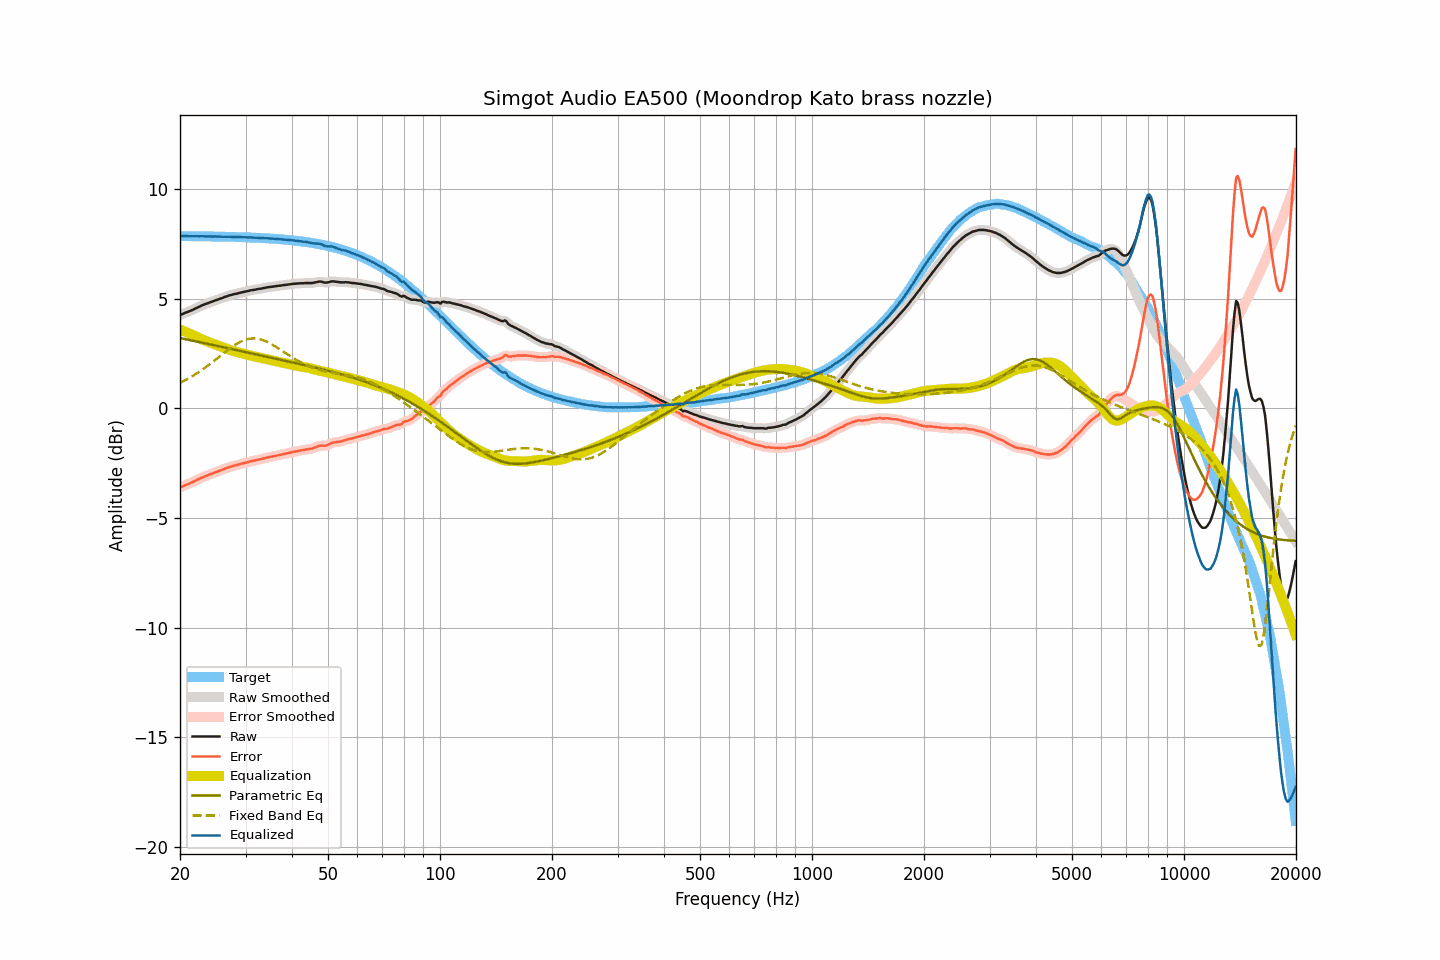 Simgot Audio EA500 (Moondrop Kato brass nozzle)
Amplitude (dBr)
10
5
0
−5
−10
−15
−20
Target
Raw Smoothed
Error Smoothed
Raw
Error
Equalization
Parametric Eq
Fixed Band Eq
Equalized
20 50 100 200 500 1000 2000 5000 10000 20000
Frequency (Hz)